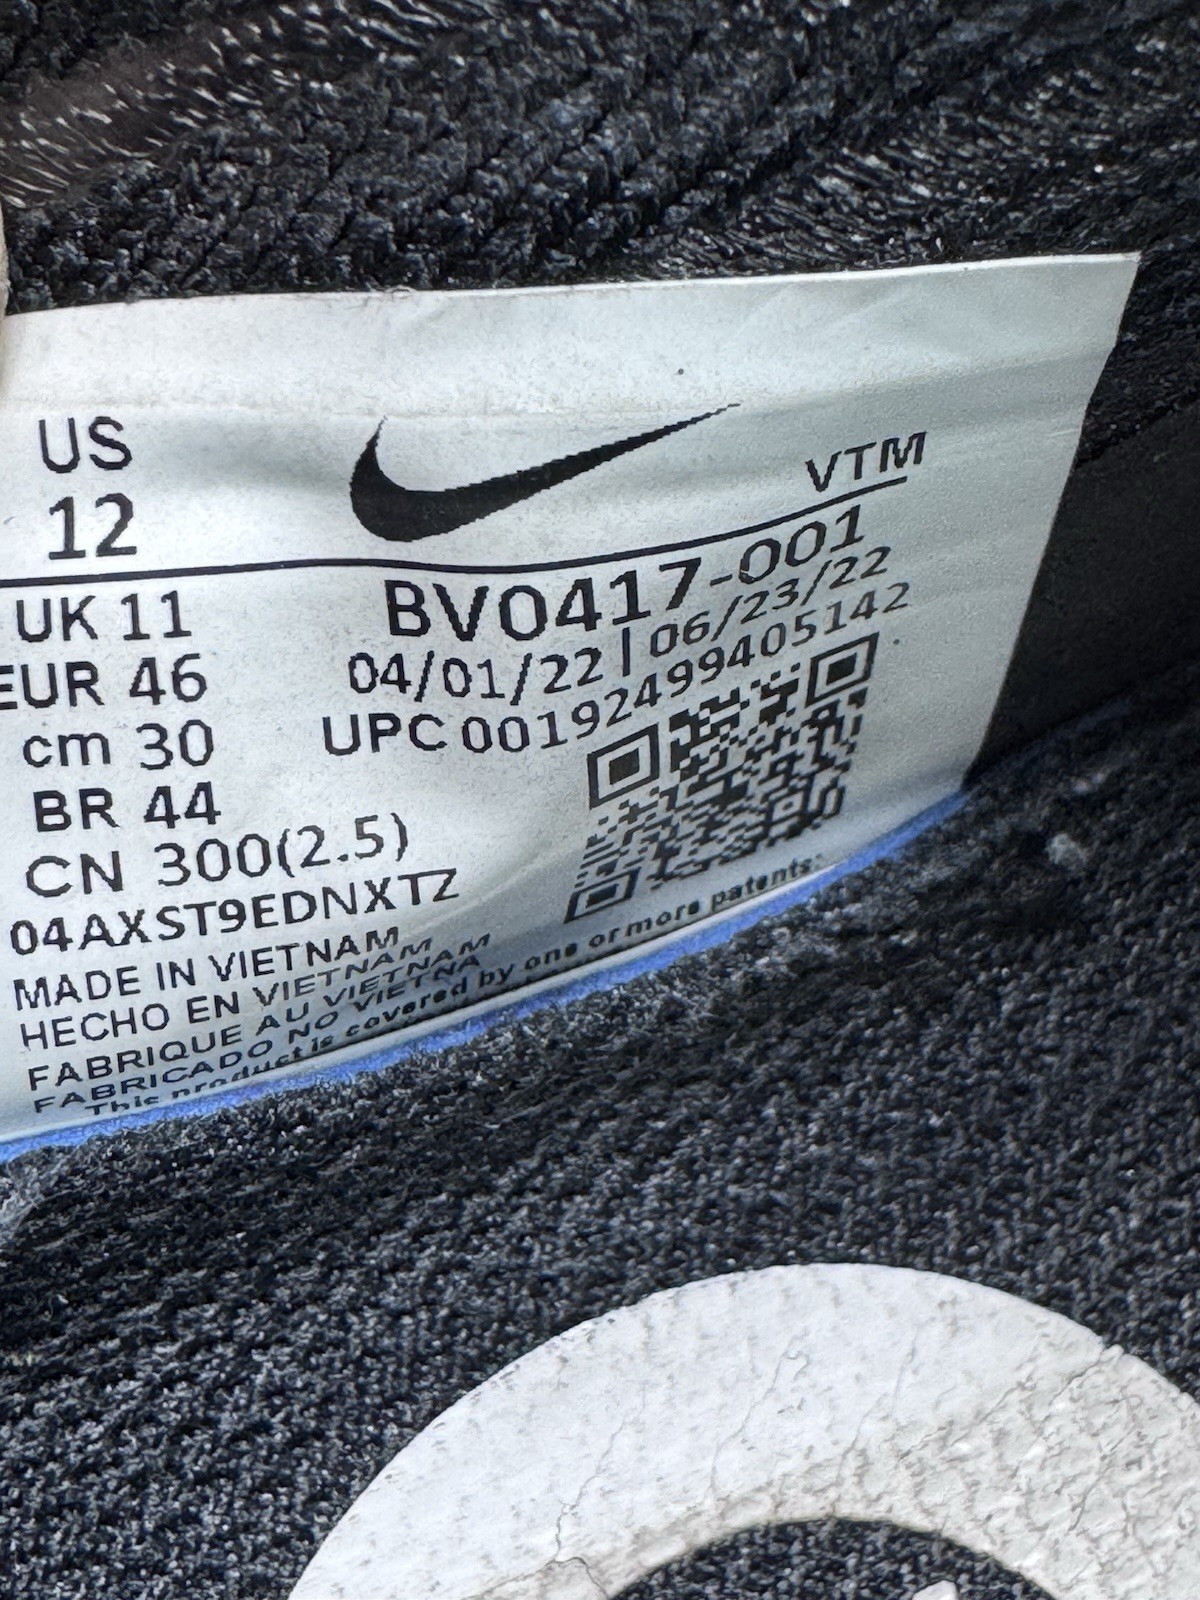 US
12
VTM
UK 11
EUR 46
cm 30
BR 44
CN 300(2.5)
04AXST9EDNXTZ
BV0417-001
04/01/22 | 06/23/22
UPC 00192499405142
MADE IN VIETNAM
HECHO EN VIETNAM
FABRIQUE AU VIETNAM
FABRICADO NO VIETNA
This product is covered by one or more patents: